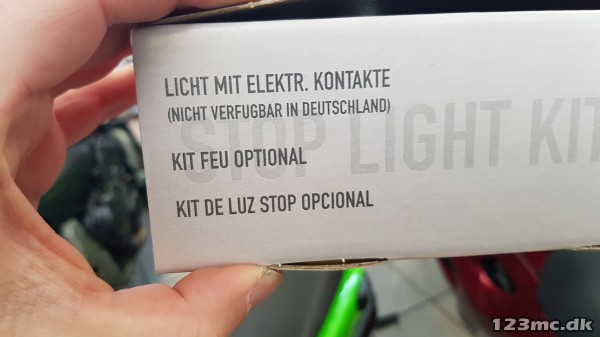 LICHT MIT ELEKTR. KONTAKTE
(NICHT VERFUGBAR IN DEUTSCHLAND)
STOP LIGHT KIT
KIT FEU OPTIONAL
KIT DE LUZ STOP OPCIONAL
123mc.dk